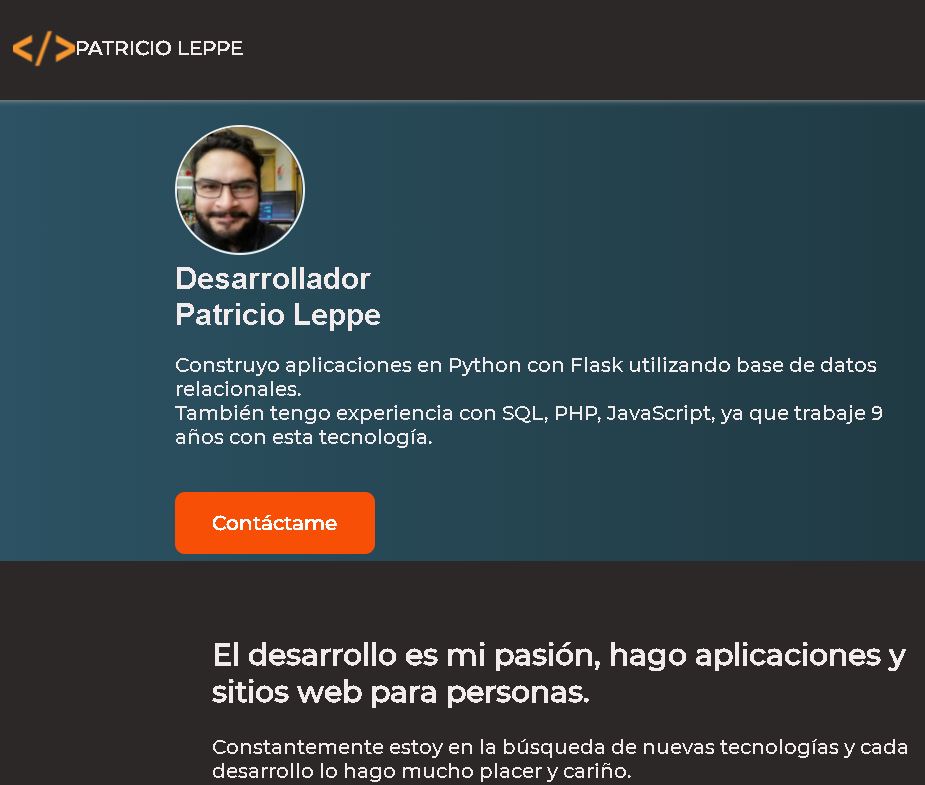 </>PATRICIO LEPPE
Desarrollador
Patricio Leppe
Construyo aplicaciones en Python con Flask utilizando base de datos
relacionales.
También tengo experiencia con SQL, PHP, JavaScript, ya que trabaje 9
años con esta tecnología.
Contáctame
El desarrollo es mi pasión, hago aplicaciones y
sitios web para personas.
Constantemente estoy en la búsqueda de nuevas tecnologías y cada
desarrollo lo hago mucho placer y cariño.